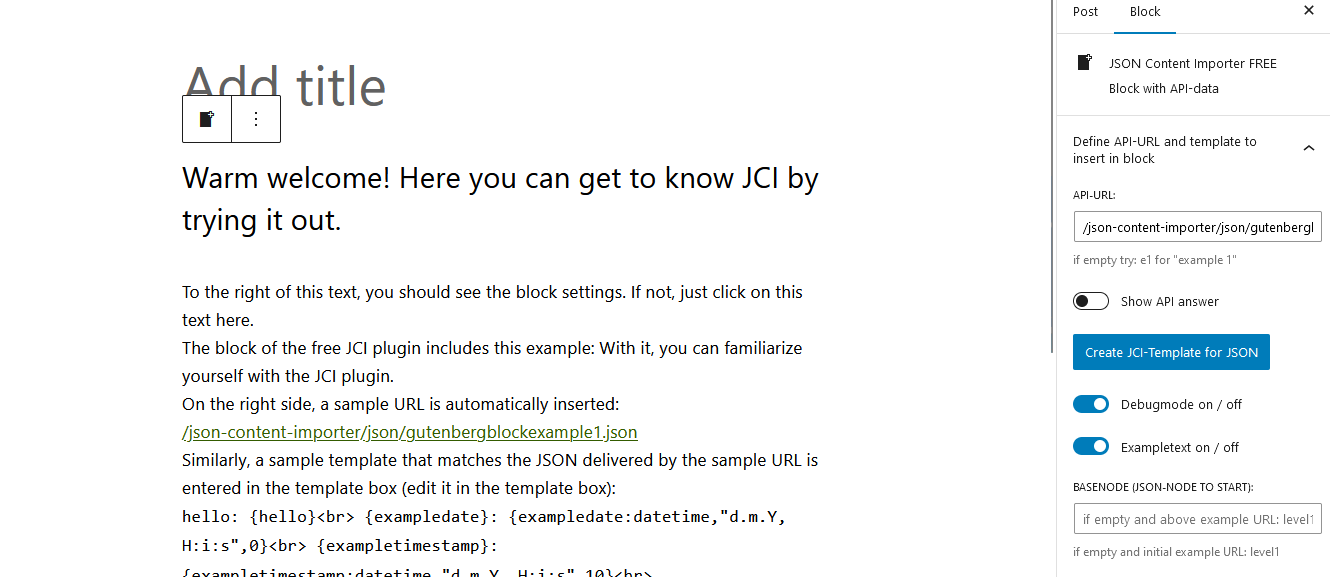 Add title
Warm welcome! Here you can get to know JCI by
trying it out.
To the right of this text, you should see the block settings. If not, just click on this
text here.
The block of the free JCI plugin includes this example: With it, you can familiarize
yourself with the JCI plugin.
On the right side, a sample URL is automatically inserted:
/json-content-importer/json/gutenbergblockexample1.json
Similarly, a sample template that matches the JSON delivered by the sample URL is
entered in the template box (edit it in the template box):
hello: {hello}<br> {exampledate}: {exampledate:datetime,"d.m.Y,
H:i:s",0}<br> {exampletimestamp}:
{exampletimestamp:datetime,"d.m.Y, H:i:s",10}<br>
Post Block
JSON Content Importer FREE
Block with API-data
Define API-URL and template to
insert in block
API-URL:
/json-content-importer/json/gutenbergl
if empty try: e1 for "example 1"
Show API answer
Create JCI-Template for JSON
Debugmode on / off
Exampletext on / off
BASENODE (JSON-NODE TO START):
if empty and above example URL: level1
if empty and initial example URL: level1